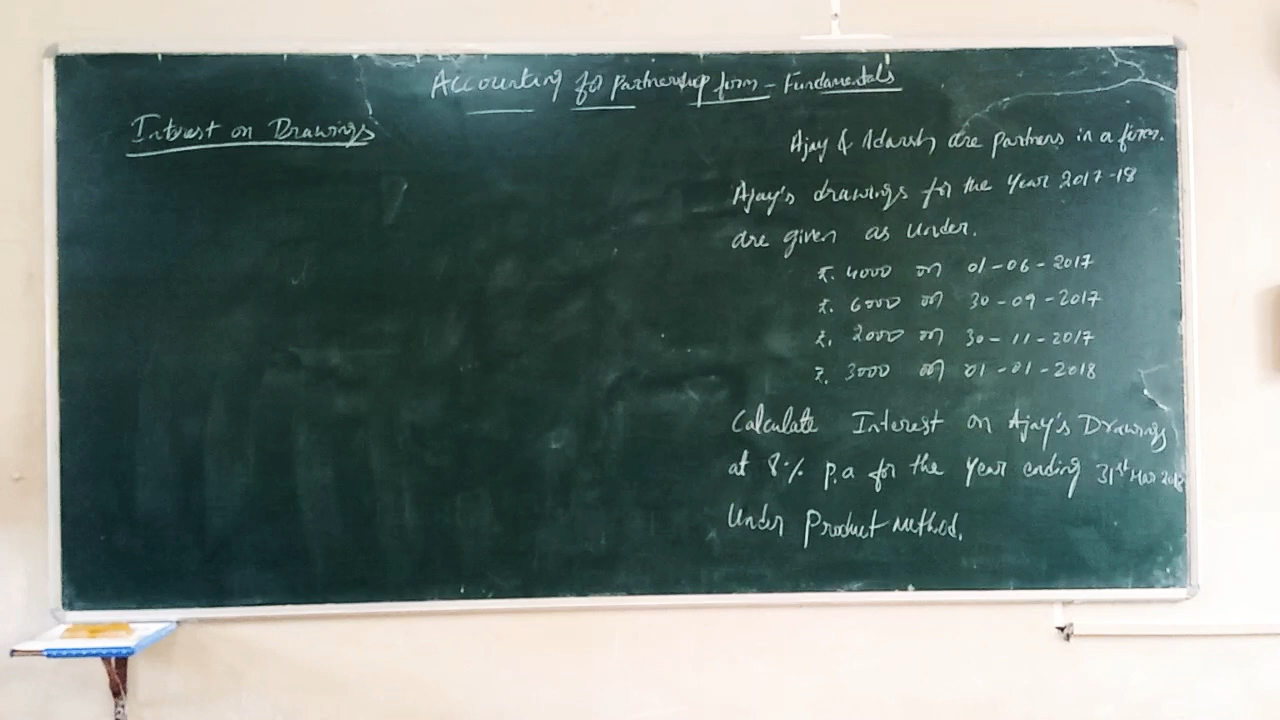 Accounting for Partnership firm - Fundamentals
Interest on Drawings
Ajay & Adarsh are partners in a firm.
Ajay's drawings for the year 2017-18
are given as under.
₹. 4000 on 01-06-2017
₹. 6000 on 30-09-2017
₹. 2000 on 30-11-2017
₹. 3000 on 01-01-2018
Calculate Interest on Ajay's Drawings
at 8% p.a for the year ending 31st Mar 2018
Under Product Method.